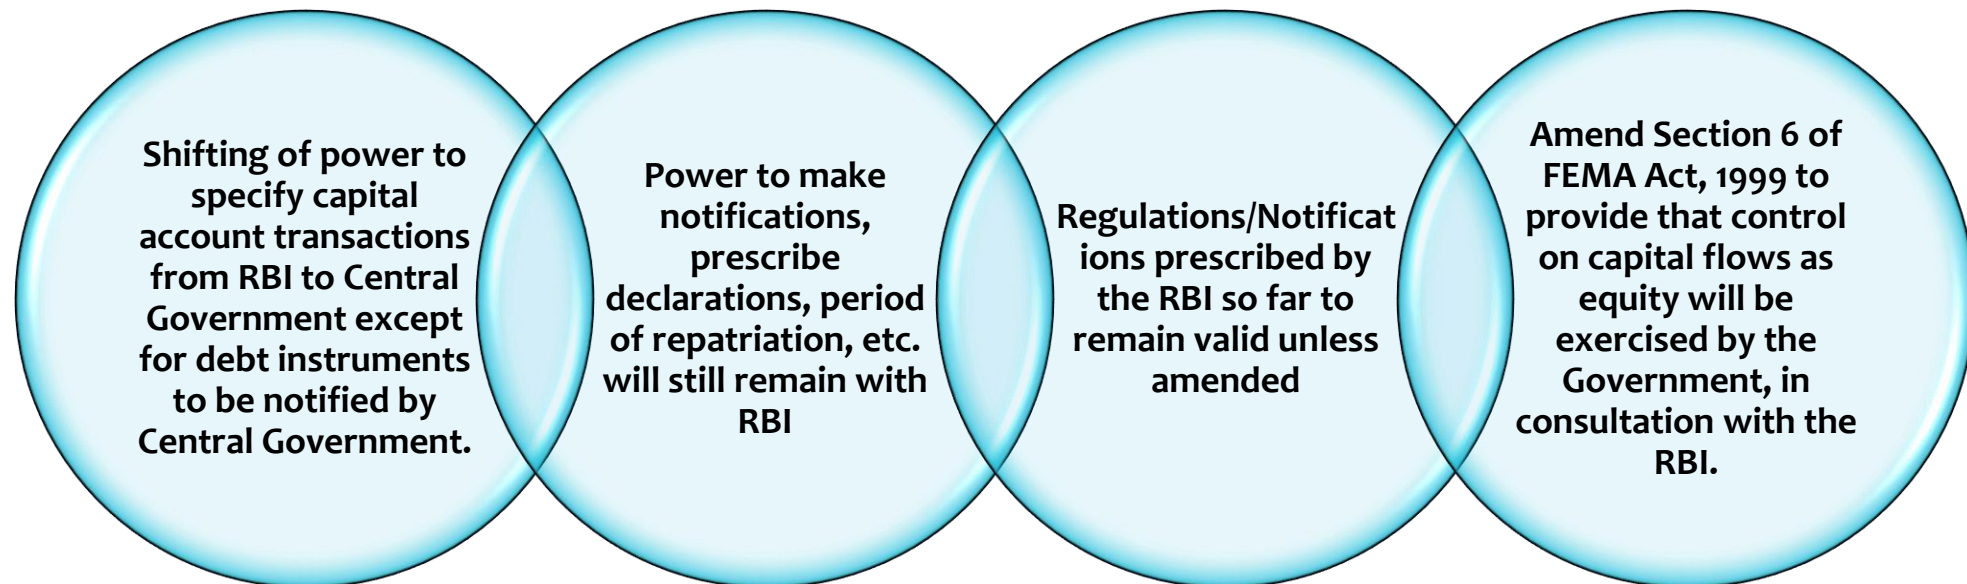 Shifting of power to
specify capital
account transactions
from RBI to Central
Government except
for debt instruments
to be notified by
Central Government.
Power to make
notifications,
prescribe
declarations, period
of repatriation, etc.
will still remain with
RBI
Regulations/Notificat
ions prescribed by
the RBI so far to
remain valid unless
amended
Amend Section 6 of
FEMA Act, 1999 to
provide that control
on capital flows as
equity will be
exercised by the
Government, in
consultation with the
RBI.